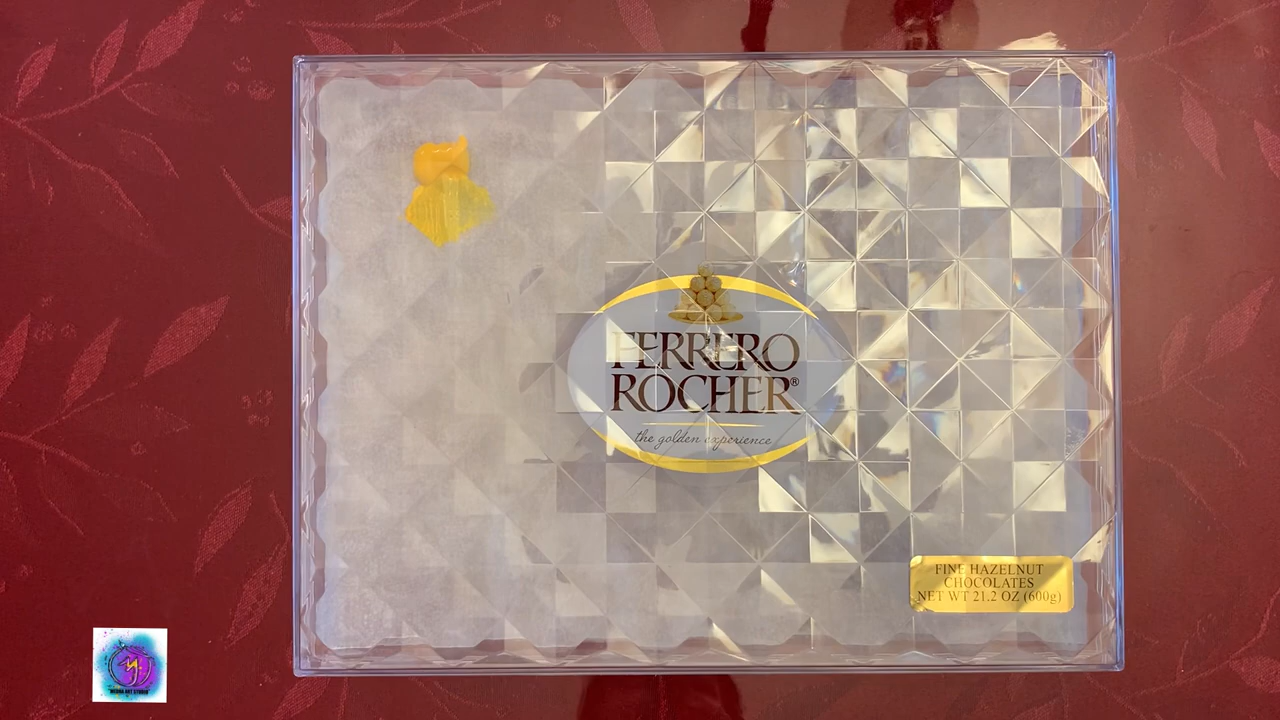 FERRERO
ROCHER®
the golden experience
FINE HAZELNUT
CHOCOLATES
NET WT 21.2 OZ (600g)